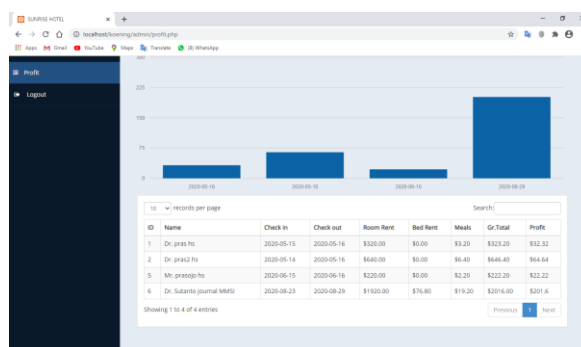 SUNRISE HOTEL
localhost/koening/admin/profit.php
Apps Gmail YouTube Maps Translate (8) WhatsApp
Profit
Logout
300
225
150
75
0
2020-05-16 2020-05-16 2020-06-16 2020-08-29
10 records per page Search:
ID Name Check in Check out Room Rent Bed Rent Meals Gr.Total Profit
1 Dr. pras hs 2020-05-15 2020-05-16 $320.00 $0.00 $3.20 $323.20 $32.32
2 Dr. pras2 hs 2020-05-14 2020-05-16 $640.00 $0.00 $6.40 $646.40 $64.64
5 Mr. prasojo hs 2020-06-15 2020-06-16 $220.00 $0.00 $2.20 $222.20 $22.22
6 Dr. Sutanto Journal MMSi 2020-08-23 2020-08-29 $1920.00 $76.80 $19.20 $2016.00 $201.6
Showing 1 to 4 of 4 entries
Previous 1 Next